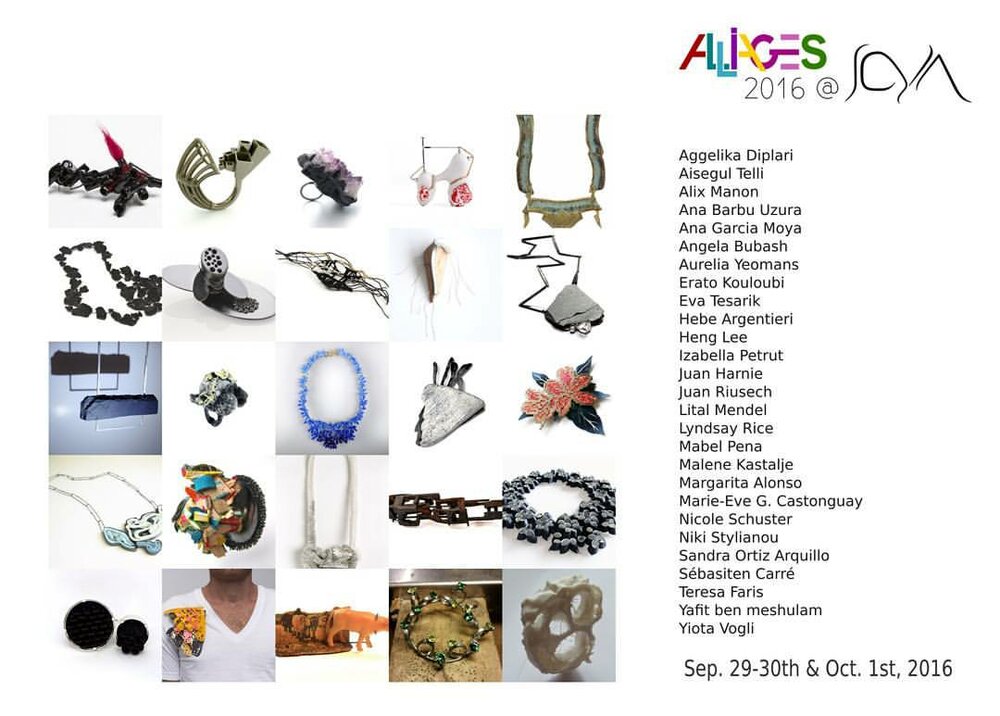 ALLIAGES
2016 @ JOYA
Aggelika Diplari
Aisegul Telli
Alix Manon
Ana Barbu Uzura
Ana Garcia Moya
Angela Bubash
Aurelia Yeomans
Erato Kouloubi
Eva Tesarik
Hebe Argentieri
Heng Lee
Izabella Petrut
Juan Harnie
Juan Riusech
Lital Mendel
Lyndsay Rice
Mabel Pena
Malene Kastalje
Margarita Alonso
Marie-Eve G. Castonguay
Nicole Schuster
Niki Stylianou
Sandra Ortiz Arquillo
Sébasiten Carré
Teresa Faris
Yafit ben meshulam
Yiota Vogli
Sep. 29-30th & Oct. 1st, 2016